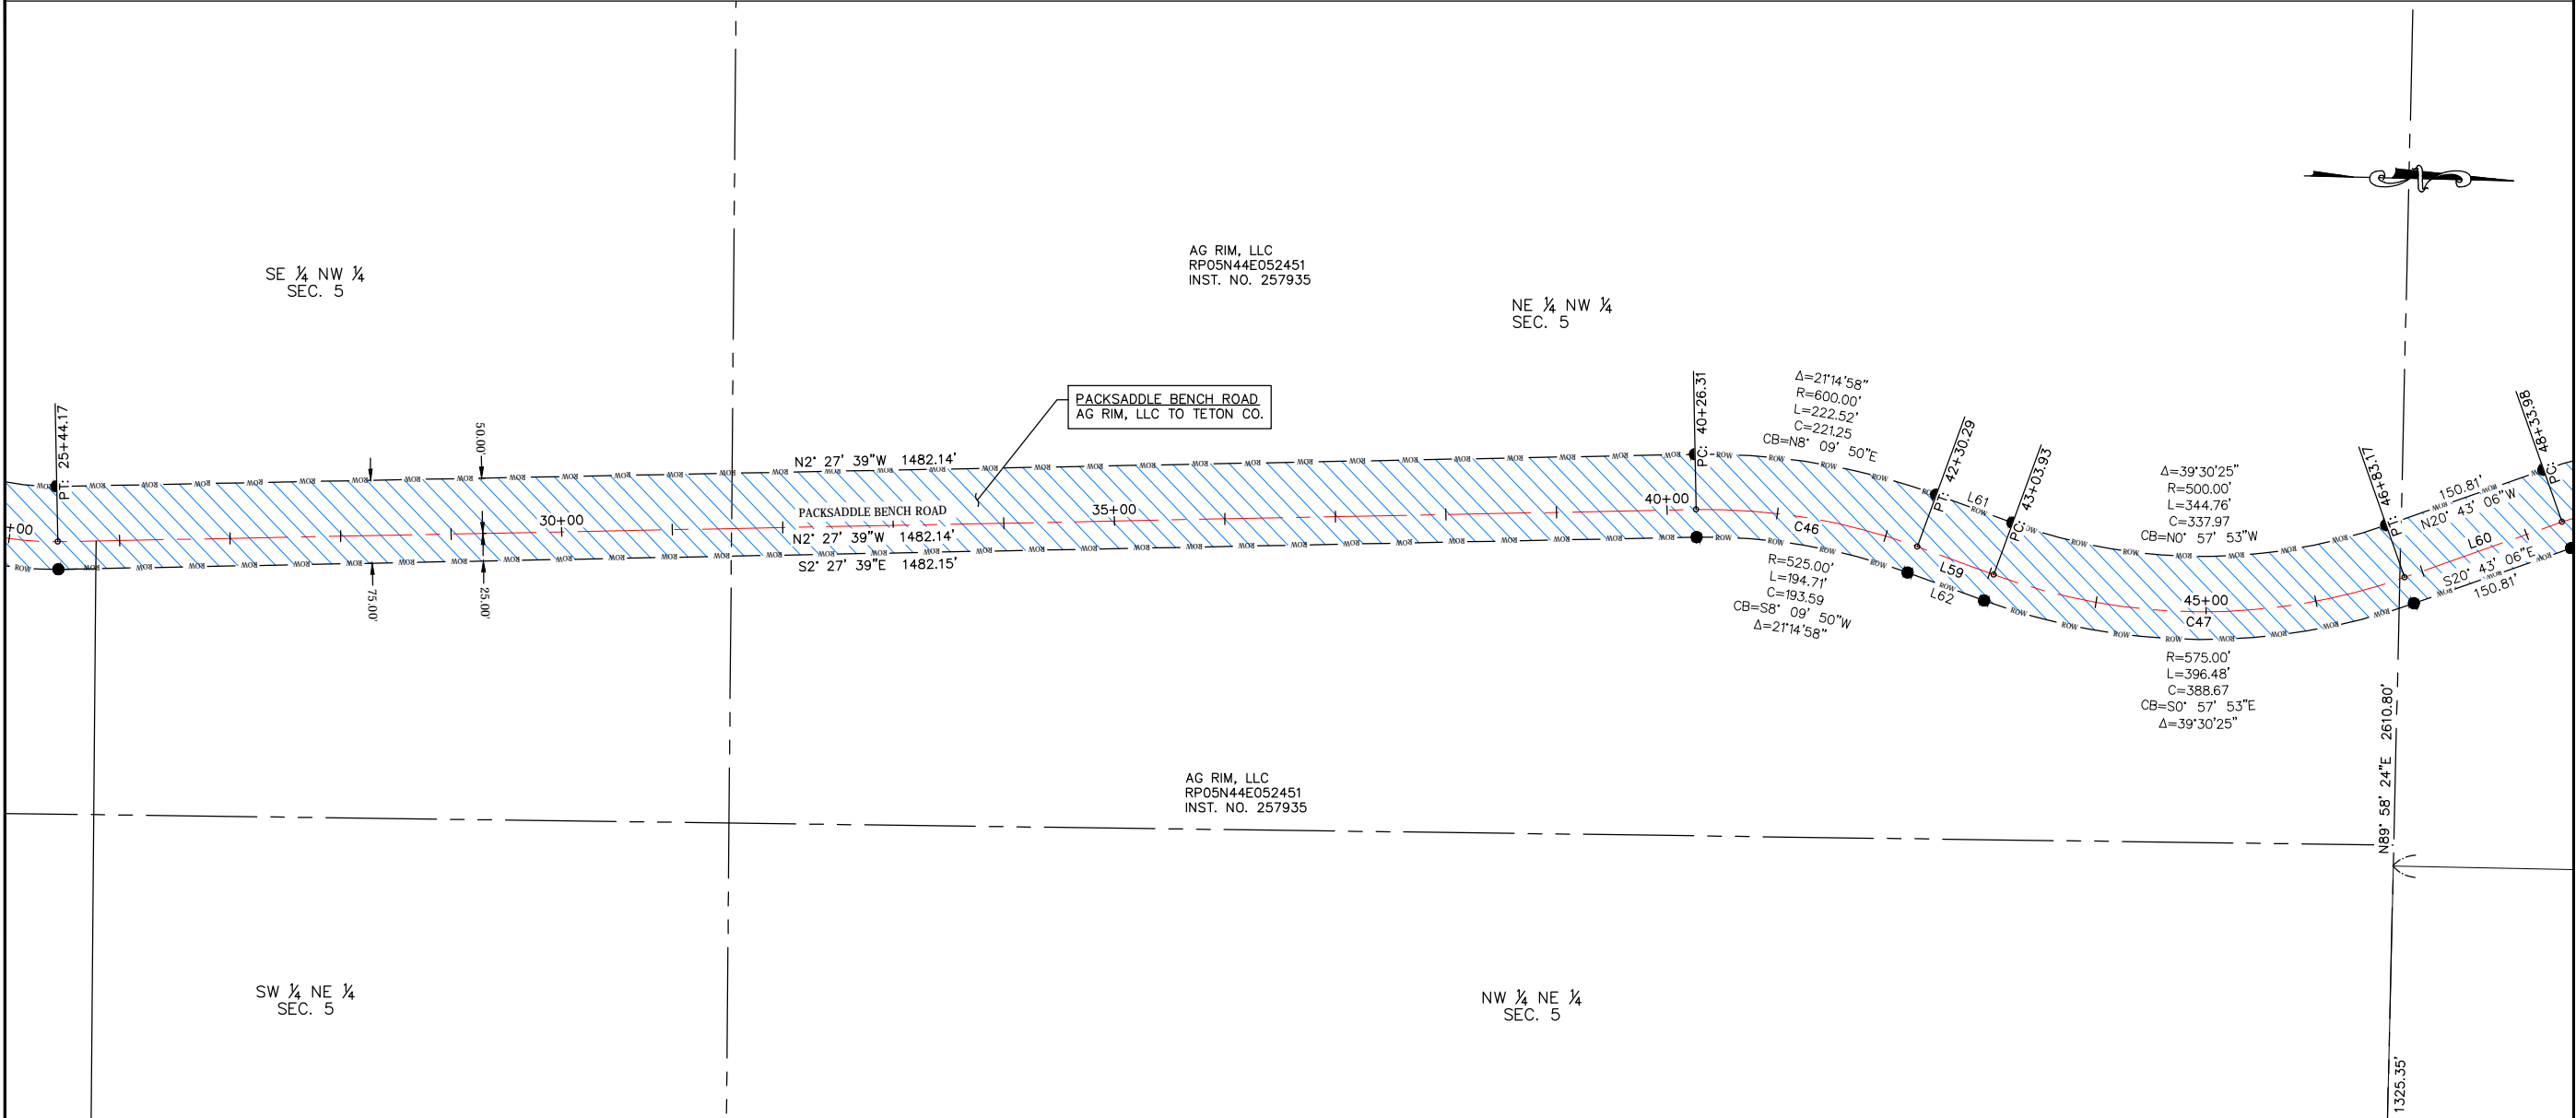 SE ¼ NW ¼
SEC. 5
AG RIM, LLC
RP05N44E052451
INST. NO. 257935
NE ¼ NW ¼
SEC. 5
PACKSADDLE BENCH ROAD
AG RIM, LLC TO TETON CO.
+00
PT: 25+44.17
75.00'
50.00'
25.00'
30+00
N2° 27' 39"W 1482.14'
PACKSADDLE BENCH ROAD
N2° 27' 39"W 1482.14'
S2° 27' 39"E 1482.15'
35+00
40+00
PC: 40+26.31
Δ=21°14'58"
R=600.00'
L=222.52'
C=221.25
CB=N8° 09' 50"E
C46
R=525.00'
L=194.71'
C=193.59
CB=S8° 09' 50"W
Δ=21°14'58"
PT: 42+30.29
L61
L59
L62
PC: 43+03.93
Δ=39°30'25"
R=500.00'
L=344.76'
C=337.97
CB=N0° 57' 53"W
45+00
C47
R=575.00'
L=396.48'
C=388.67
CB=S0° 57' 53"E
Δ=39°30'25"
PT: 46+83.17
150.81'
N20° 43' 06"W
L60
S20° 43' 06"E
150.81'
PC: 48+33.98
ROW
N89° 58' 24"E 2610.80'
1325.35'
AG RIM, LLC
RP05N44E052451
INST. NO. 257935
SW ¼ NE ¼
SEC. 5
NW ¼ NE ¼
SEC. 5